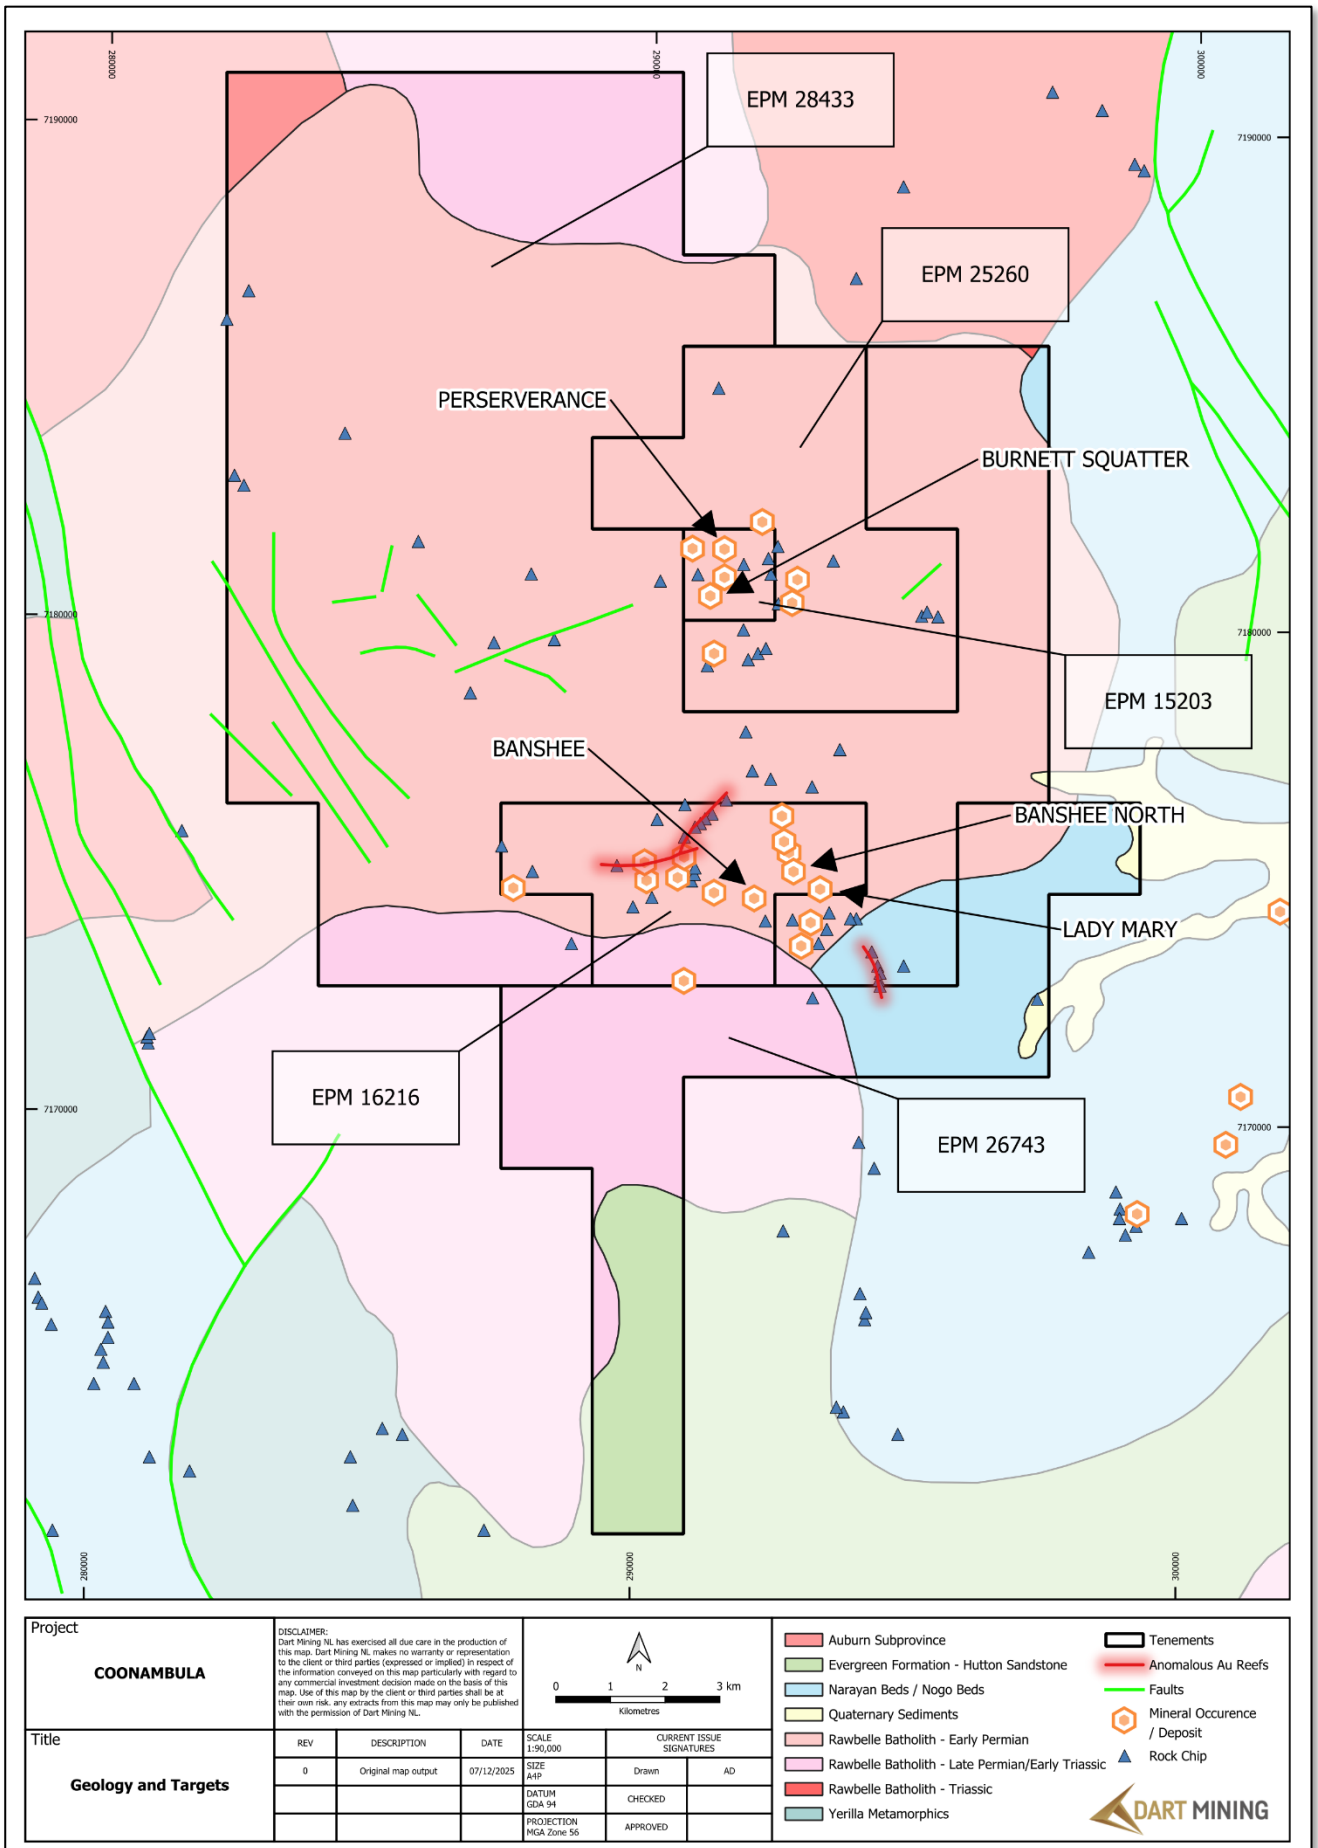 280000
290000
300000
7190000
7190000
EPM 28433
EPM 25260
PERSERVERANCE
BURNETT SQUATTER
7180000
7180000
EPM 15203
BANSHEE
BANSHEE NORTH
LADY MARY
EPM 16216
EPM 26743
7170000
7170000
280000
290000
300000
Project
COONAMBULA
Title
Geology and Targets
DISCLAIMER:
Dart Mining NL has exercised all due care in the production of
this map. Dart Mining NL makes no warranty or representation
to the client or third parties (expressed or implied) in respect of
the information conveyed on this map particularly with regard to
any commercial investment decision made on the basis of this
map. Use of this map by the client or third parties shall be at
their own risk. any extracts from this map may only be published
with the permission of Dart Mining NL.
REV DESCRIPTION DATE
0 Original map output 07/12/2025
N
0 1 2 3 km
Kilometres
SCALE
1:90,000
SIZE
A4P
DATUM
GDA 94
PROJECTION
MGA Zone 56
CURRENT ISSUE
SIGNATURES
Drawn AD
CHECKED
APPROVED
Auburn Subprovince
Evergreen Formation - Hutton Sandstone
Narayan Beds / Nogo Beds
Quaternary Sediments
Rawbelle Batholith - Early Permian
Rawbelle Batholith - Late Permian/Early Triassic
Rawbelle Batholith - Triassic
Yerilla Metamorphics
Tenements
Anomalous Au Reefs
Faults
Mineral Occurence
/ Deposit
Rock Chip
DART MINING